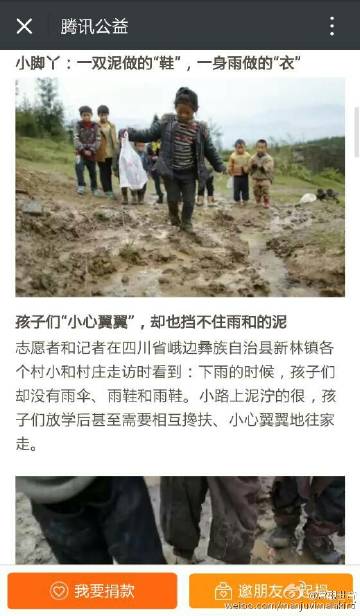 腾讯公益
小脚丫：一双泥做的“鞋”，一身雨做的“衣”
孩子们“小心翼翼”，却也挡不住雨和的泥
志愿者和记者在四川省峨边彝族自治县新林镇各
个村小和村庄走访时看到：下雨的时候，孩子们
却没有雨伞、雨鞋和雨鞋。小路上泥泞的很，孩
子们放学后甚至需要相互搀扶、小心翼翼地往家
走。
我要捐款
邀朋友一起捐